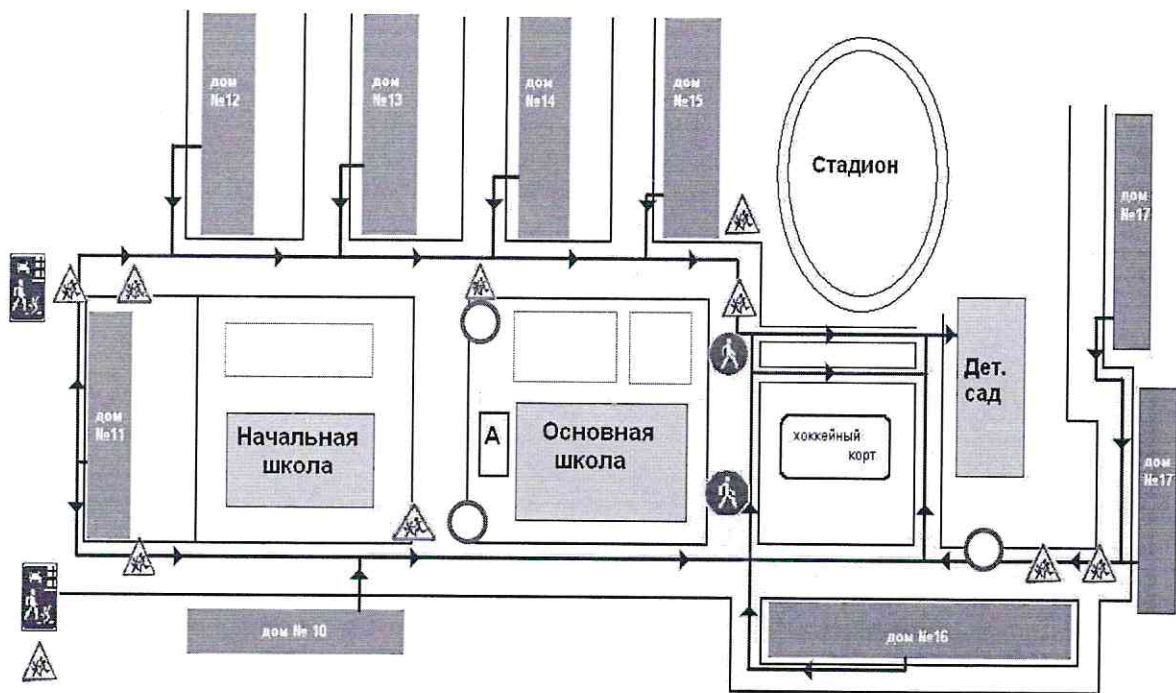 дом
№12
дом
№13
дом
№14
дом
№15
Стадион
дом
№17
дом
№11
Начальная
школа
А
Основная
школа
хоккейный
корт
Дет.
сад
дом
№17
дом № 10
дом №16